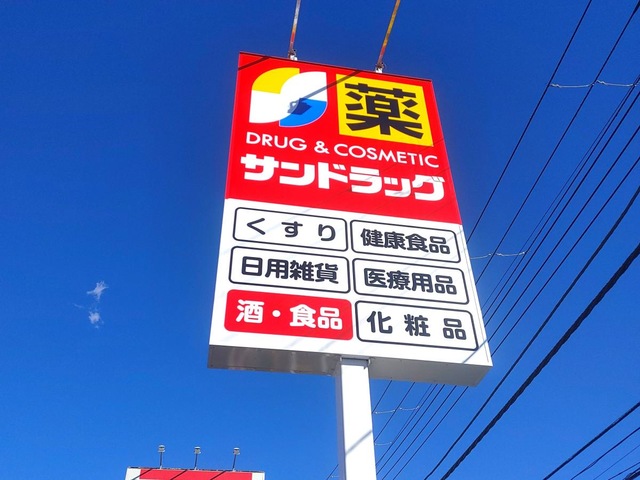 薬
DRUG & COSMETIC
サンドラッグ
くすり 健康食品
日用雑貨 医療用品
酒・食品 化粧品